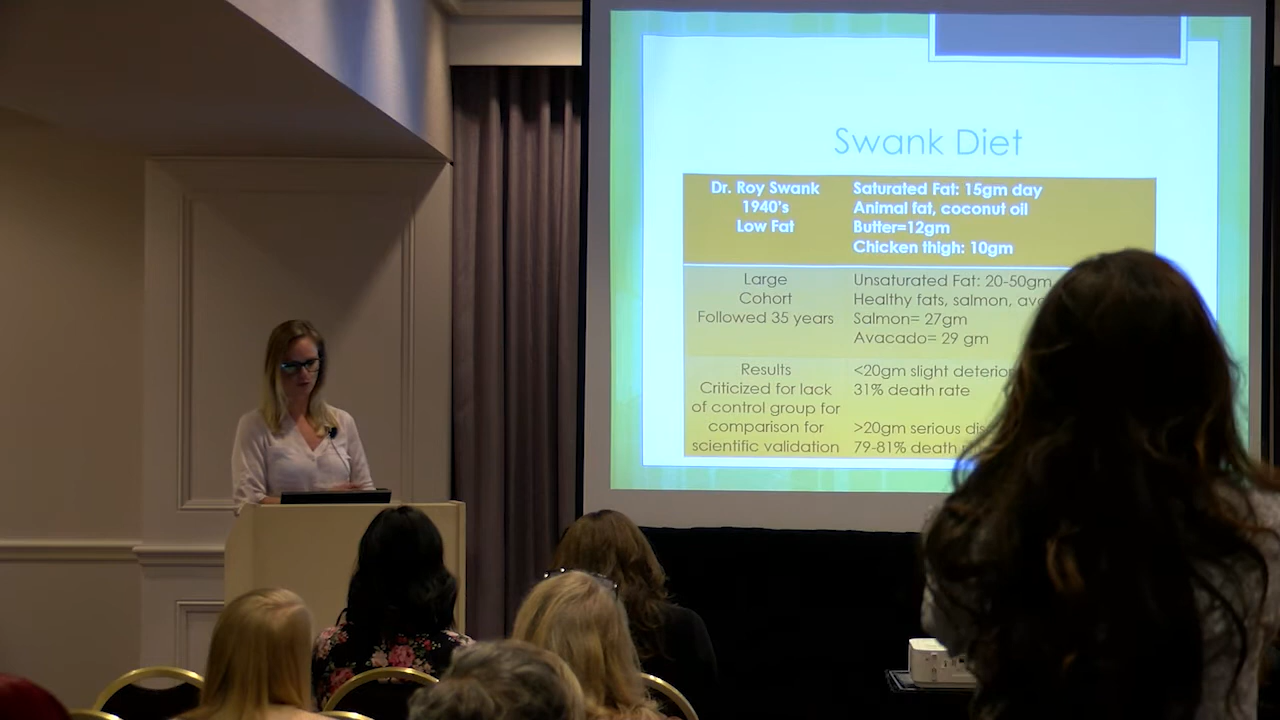 Swank Diet
Dr. Roy Swank
1940's
Low Fat
Saturated Fat: 15gm day
Animal fat, coconut oil
Butter=12gm
Chicken thigh: 10gm
Large
Cohort
Followed 35 years
Unsaturated Fat: 20-50gm
Healthy fats, salmon,
Salmon= 27gm
Avacado= 29 gm
Results
Criticized for lack
of control group for
comparison for
scientific validation
<20gm slight
31% death rate
>20gm serious
79-81% death